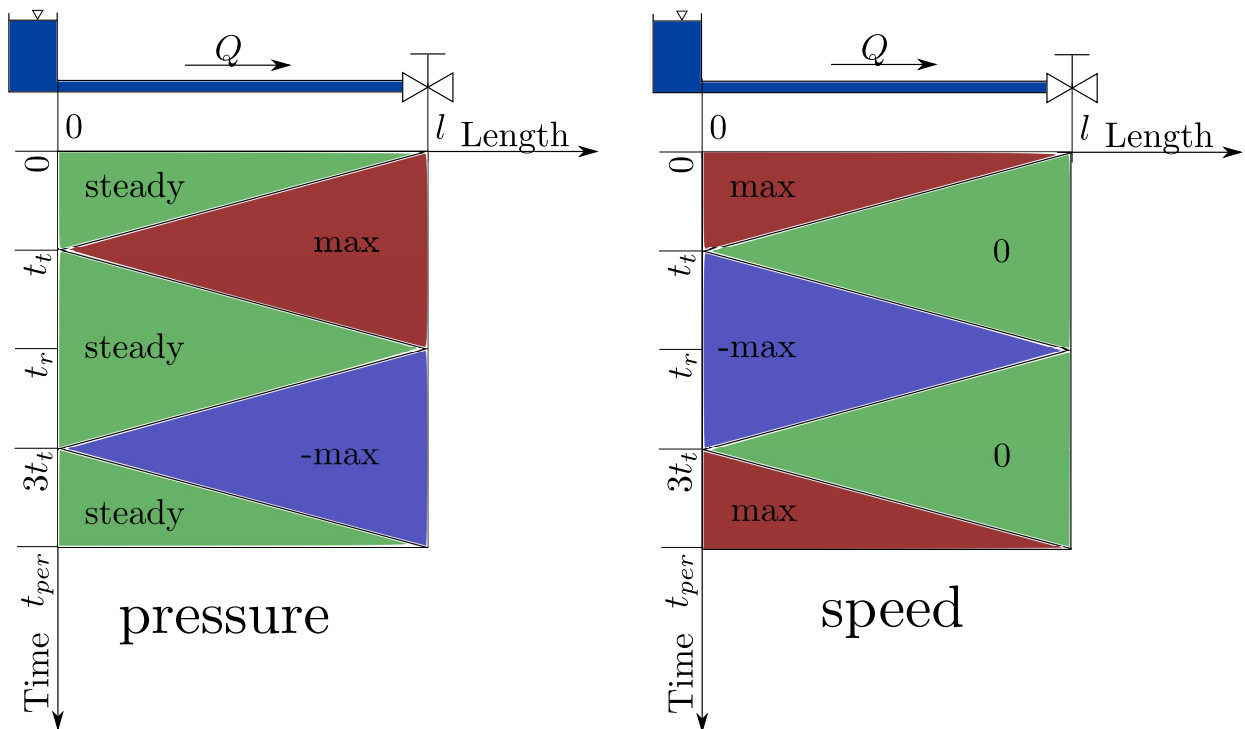 Q
0
l
Length
0
steady
max
t_t
steady
t_r
-max
3t_t
steady
t_per
Time
pressure
Q
0
l
Length
0
max
0
t_t
-max
t_r
0
3t_t
max
t_per
Time
speed